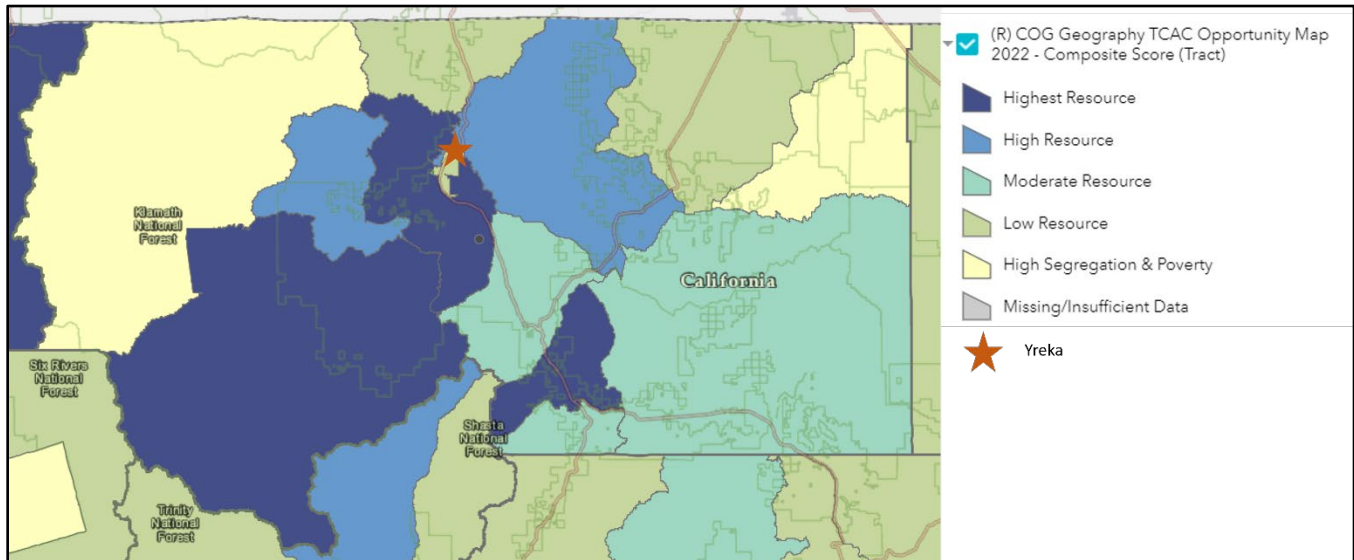 Klamath
National
Forest
Six Rivers
National
Forest
Trinity
National
Forest
Shasta
National
Forest
California
(R) COG Geography TCAC Opportunity Map
2022 - Composite Score (Tract)
Highest Resource
High Resource
Moderate Resource
Low Resource
High Segregation & Poverty
Missing/Insufficient Data
Yreka